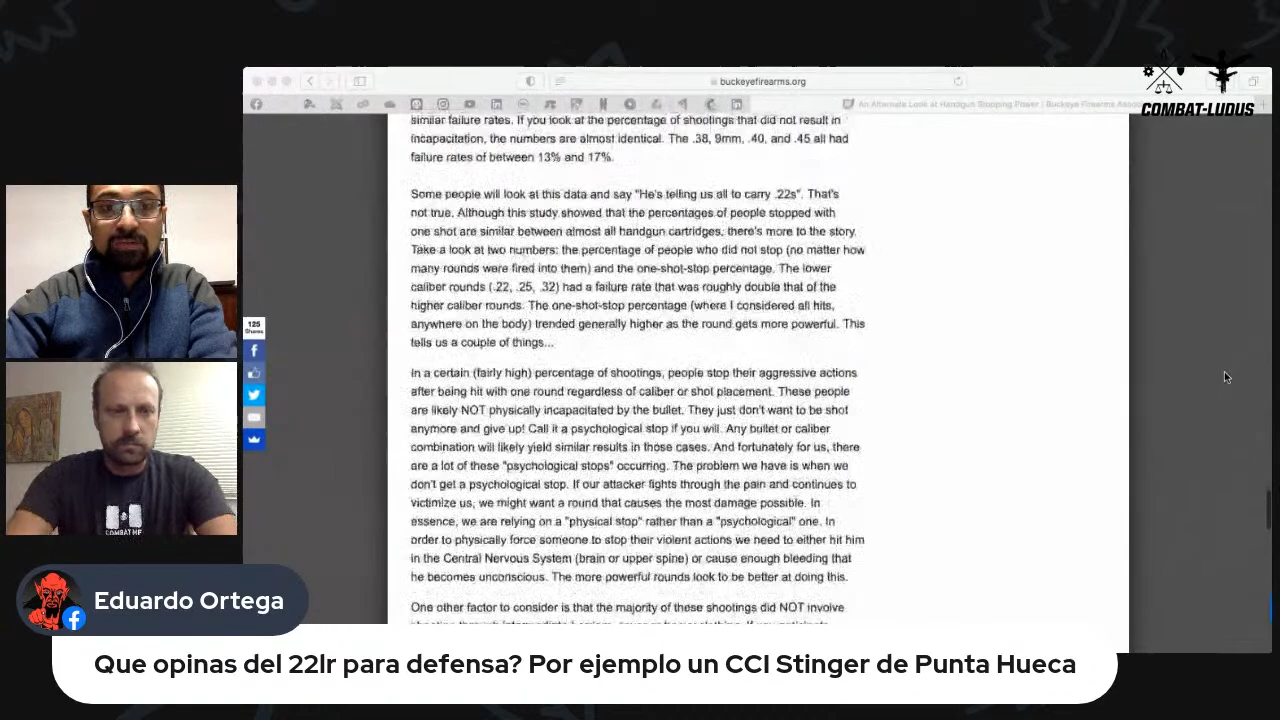 buckeyefirearms.org
An Alternate Look at Handgun Stopping Power | Buckeye Firearms Assoc
COMBAT-LUDUS
similar failure rates. If you look at the percentage of shootings that did not result in
incapacitation, the numbers are almost identical. The .38, 9mm, .40, and .45 all had
failure rates of between 13% and 17%.
Some people will look at this data and say "He's telling us all to carry .22s". That's
not true. Although this study showed that the percentages of people stopped with
one shot are similar between almost all handgun cartridges, there's more to the story.
Take a look at two numbers: the percentage of people who did not stop (no matter how
many rounds were fired into them) and the one-shot-stop percentage. The lower
caliber rounds (.22, .25, .32) had a failure rate that was roughly double that of the
higher caliber rounds. The one-shot-stop percentage (where I considered all hits,
anywhere on the body) trended generally higher as the round gets more powerful. This
tells us a couple of things...
125
Shares
In a certain (fairly high) percentage of shootings, people stop their aggressive actions
after being hit with one round regardless of caliber or shot placement. These people
are likely NOT physically incapacitated by the bullet. They just don't want to be shot
anymore and give up! Call it a psychological stop if you will. Any bullet or caliber
combination will likely yield similar results in those cases. And fortunately for us, there
are a lot of these "psychological stops" occurring. The problem we have is when we
don't get a psychological stop. If our attacker fights through the pain and continues to
victimize us, we might want a round that causes the most damage possible. In
essence, we are relying on a "physical stop" rather than a "psychological" one. In
order to physically force someone to stop their violent actions we need to either hit him
in the Central Nervous System (brain or upper spine) or cause enough bleeding that
he becomes unconscious. The more powerful rounds look to be better at doing this.
One other factor to consider is that the majority of these shootings did NOT involve
COMBAT
Eduardo Ortega
Que opinas del 22lr para defensa? Por ejemplo un CCI Stinger de Punta Hueca